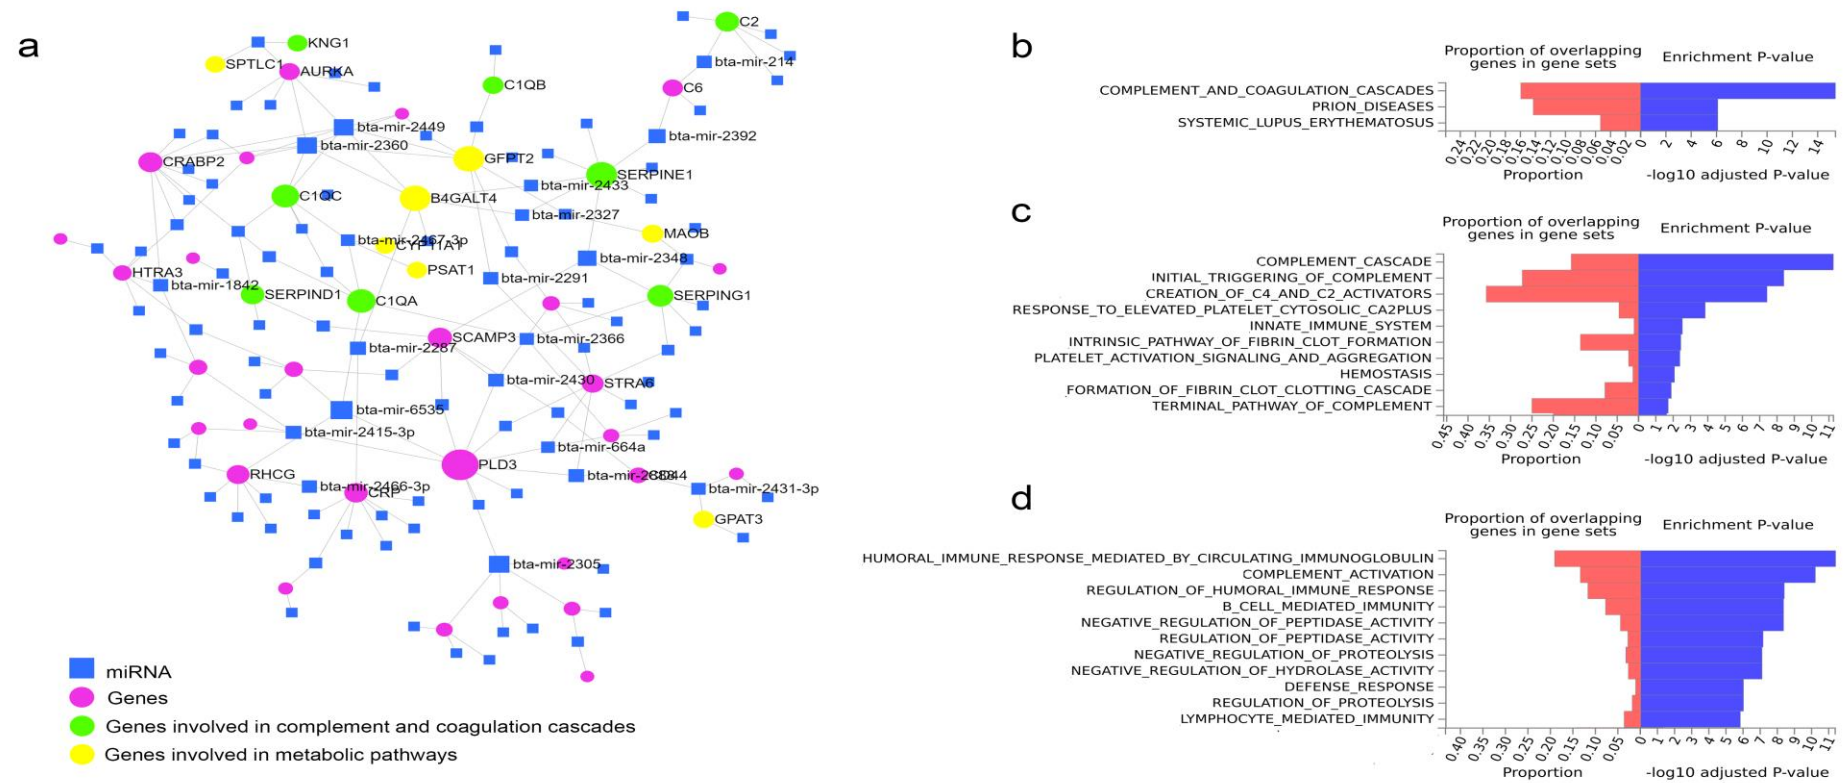 a
C2
KNG1
SPTLC1
AURKA
bta-mir-214
C1QB
C6
bta-mir-2449
bta-mir-2392
bta-mir-2360
CRABP2
GFPT2
SERPINE1
bta-mir-2433
C1QC
B4GALT4
bta-mir-2327
MAOB
bta-mir-2467-3p
CYP11A1
bta-mir-2348
HTRA3
PSAT1
bta-mir-2291
bta-mir-1842
SERPIND1
C1QA
SERPING1
SCAMP3
bta-mir-2366
bta-mir-2287
bta-mir-2430
STRA6
bta-mir-6535
bta-mir-2415-3p
bta-mir-664a
PLD3
RHCG
bta-mir-2466-3p
CRP
bta-mir-2431-3p
GPAT3
bta-mir-2305
miRNA
Genes
Genes involved in complement and coagulation cascades
Genes involved in metabolic pathways
b
Proportion of overlapping
genes in gene sets
Enrichment P-value
COMPLEMENT_AND_COAGULATION_CASCADES
PRION_DISEASES
SYSTEMIC_LUPUS_ERYTHEMATOSUS
0.24 0.22 0.20 0.18 0.16 0.14 0.12 0.10 0.08 0.06 0.04 0.02 0 2 4 6 8 10 12 14
Proportion
-log10 adjusted P-value
c
Proportion of overlapping
genes in gene sets
Enrichment P-value
COMPLEMENT_CASCADE
INITIAL_TRIGGERING_OF_COMPLEMENT
CREATION_OF_C4_AND_C2_ACTIVATORS
RESPONSE_TO_ELEVATED_PLATELET_CYTOSOLIC_CA2PLUS
INNATE_IMMUNE_SYSTEM
INTRINSIC_PATHWAY_OF_FIBRIN_CLOT_FORMATION
PLATELET_ACTIVATION_SIGNALING_AND_AGGREGATION
HEMOSTASIS
FORMATION_OF_FIBRIN_CLOT_CLOTTING_CASCADE
TERMINAL_PATHWAY_OF_COMPLEMENT
0.45 0.40 0.35 0.30 0.25 0.20 0.15 0.10 0.05 0 1 2 3 4 5 6 7 8 9 10 11
Proportion
-log10 adjusted P-value
d
Proportion of overlapping
genes in gene sets
Enrichment P-value
HUMORAL_IMMUNE_RESPONSE_MEDIATED_BY_CIRCULATING_IMMUNOGLOBULIN
COMPLEMENT_ACTIVATION
REGULATION_OF_HUMORAL_IMMUNE_RESPONSE
B_CELL_MEDIATED_IMMUNITY
NEGATIVE_REGULATION_OF_PEPTIDASE_ACTIVITY
REGULATION_OF_PEPTIDASE_ACTIVITY
NEGATIVE_REGULATION_OF_PROTEOLYSIS
NEGATIVE_REGULATION_OF_HYDROLASE_ACTIVITY
DEFENSE_RESPONSE
REGULATION_OF_PROTEOLYSIS
LYMPHOCYTE_MEDIATED_IMMUNITY
0.40 0.35 0.30 0.25 0.20 0.15 0.10 0.05 0 1 2 3 4 5 6 7 8 9 10 11
Proportion
-log10 adjusted P-value